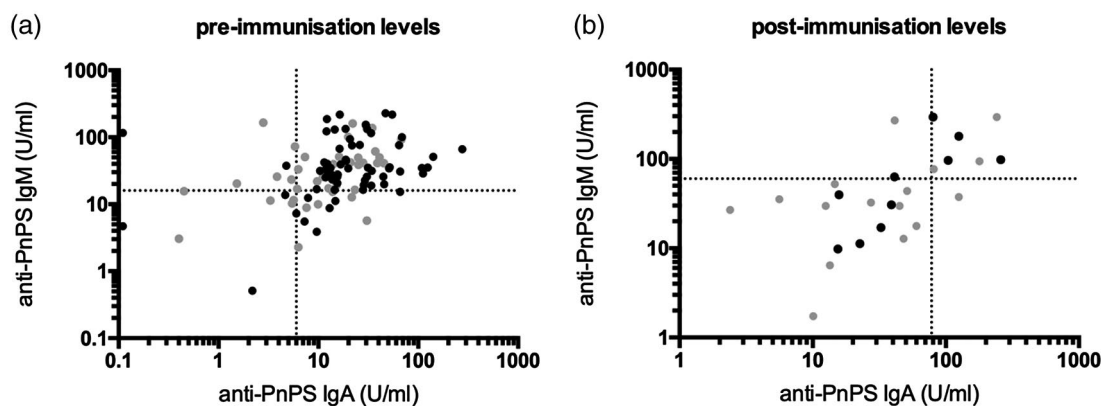 (a)
pre-immunisation levels
anti-PnPS IgM (U/ml)
1000
100
10
1
0.1
0.1
1
10
100
1000
anti-PnPS IgA (U/ml)
(b)
post-immunisation levels
anti-PnPS IgM (U/ml)
1000
100
10
1
1
10
100
1000
anti-PnPS IgA (U/ml)